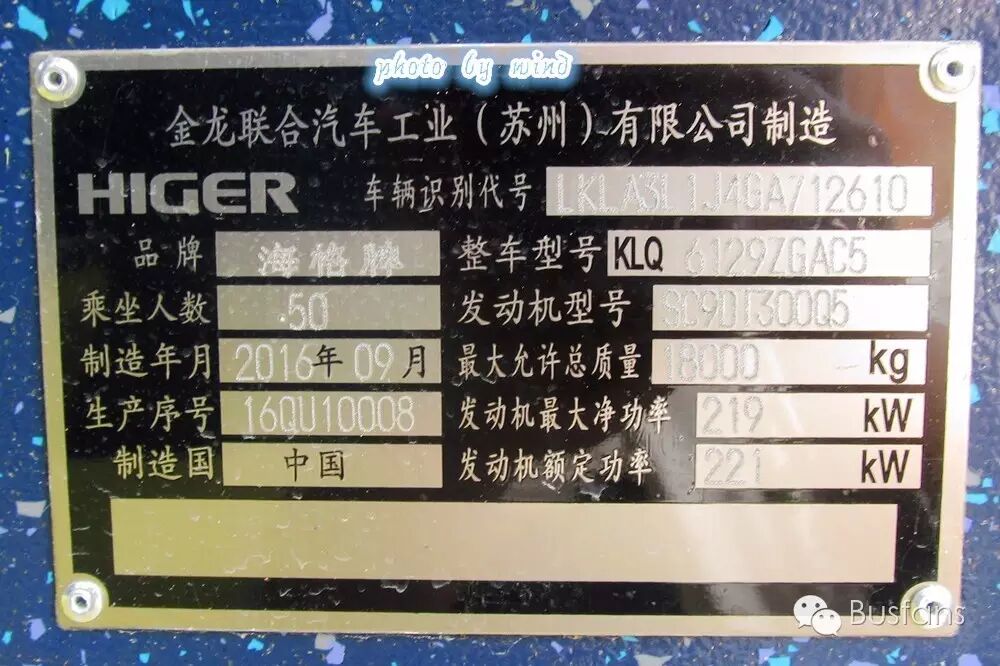 photo by wind
金龙联合汽车工业（苏州）有限公司制造
HIGER 车辆识别代号 LKLA3L1J4GA712610
品牌 海格牌 整车型号 KLQ 6129ZGAC5
乘坐人数 50 发动机型号 SC9DT300Q5
制造年月 2016年09月 最大允许总质量 18000 kg
生产序号 16QU10008 发动机最大净功率 219 kW
制造国 中国 发动机额定功率 221 kW
Busfans